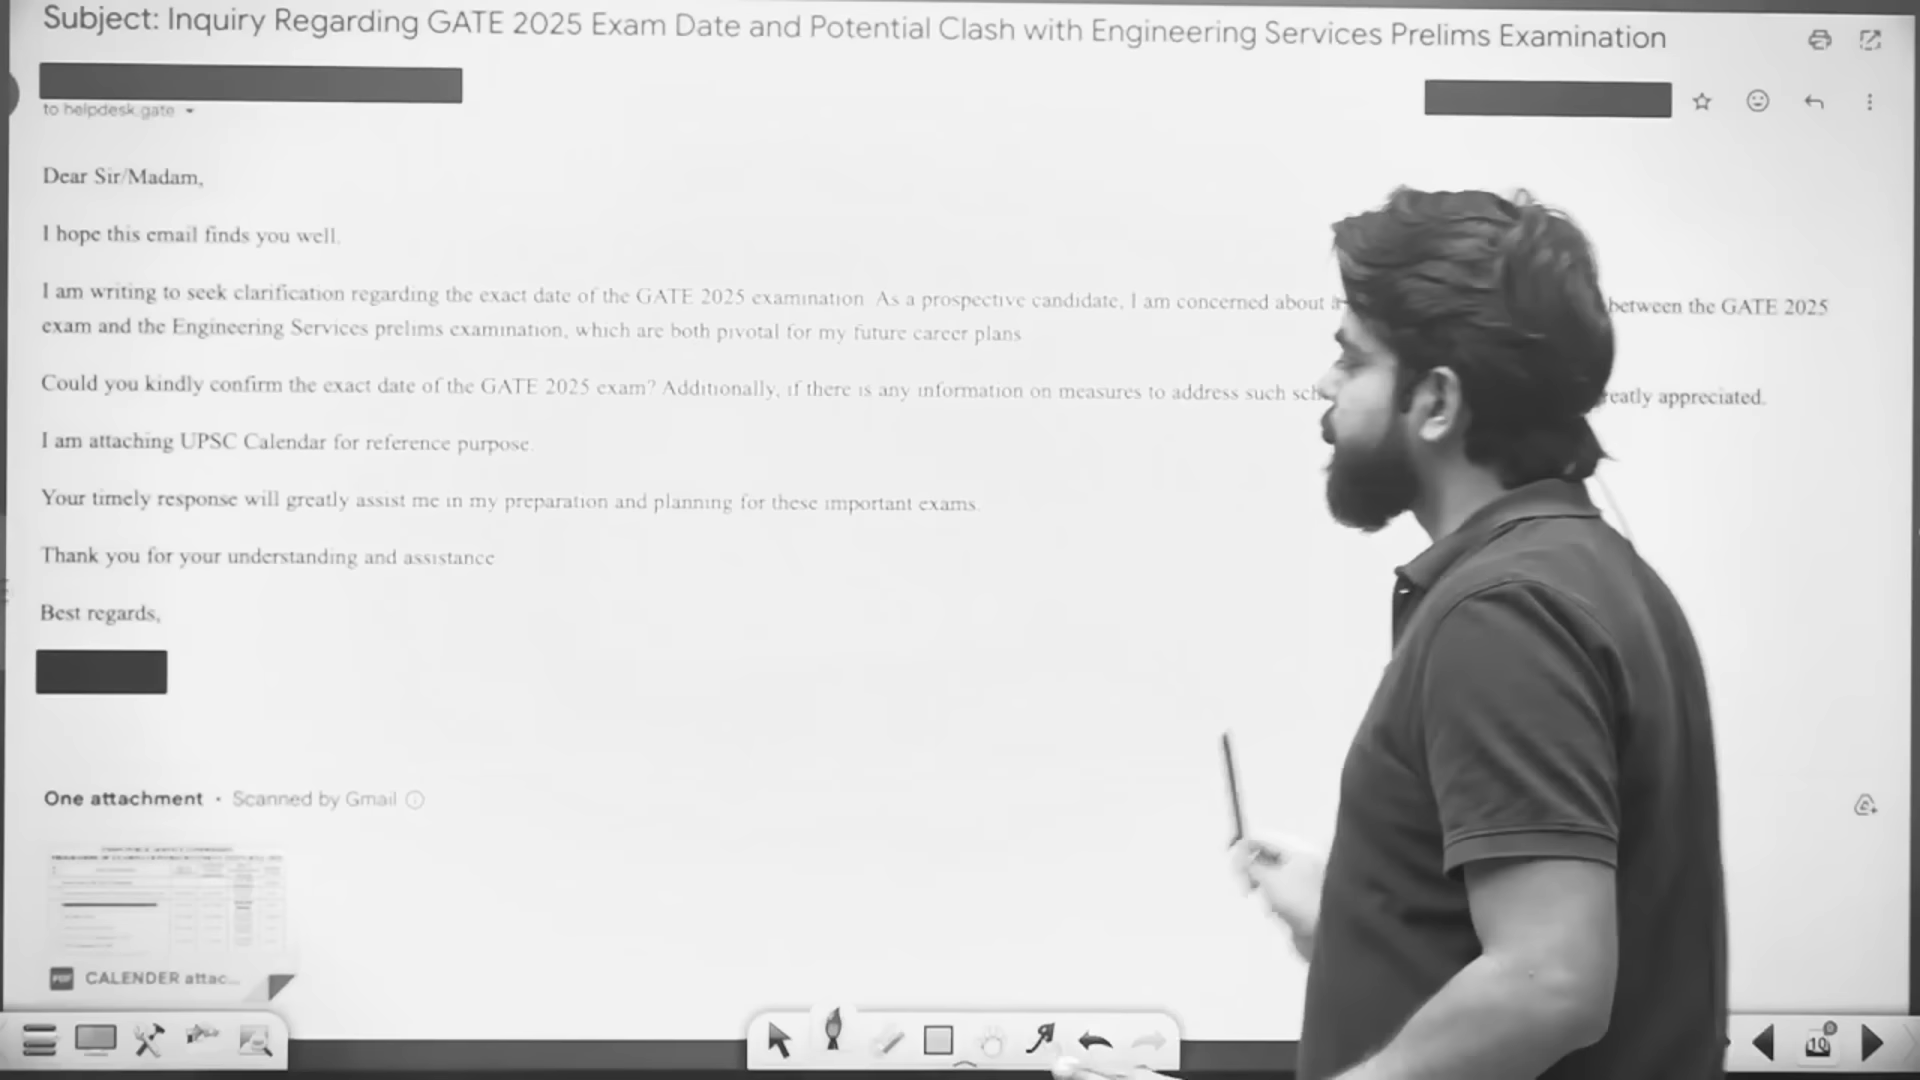 Subject: Inquiry Regarding GATE 2025 Exam Date and Potential Clash with Engineering Services Prelims Examination
to helpdesk.gate
Dear Sir/Madam,
I hope this email finds you well.
I am writing to seek clarification regarding the exact date of the GATE 2025 examination. As a prospective candidate, I am concerned about a between the GATE 2025
exam and the Engineering Services prelims examination, which are both pivotal for my future career plans
Could you kindly confirm the exact date of the GATE 2025 exam? Additionally, if there is any information on measures to address such eatly appreciated.
I am attaching UPSC Calendar for reference purpose.
Your timely response will greatly assist me in my preparation and planning for these important exams.
Thank you for your understanding and assistance
Best regards,
One attachment • Scanned by Gmail
PDF CALENDER attac...
10